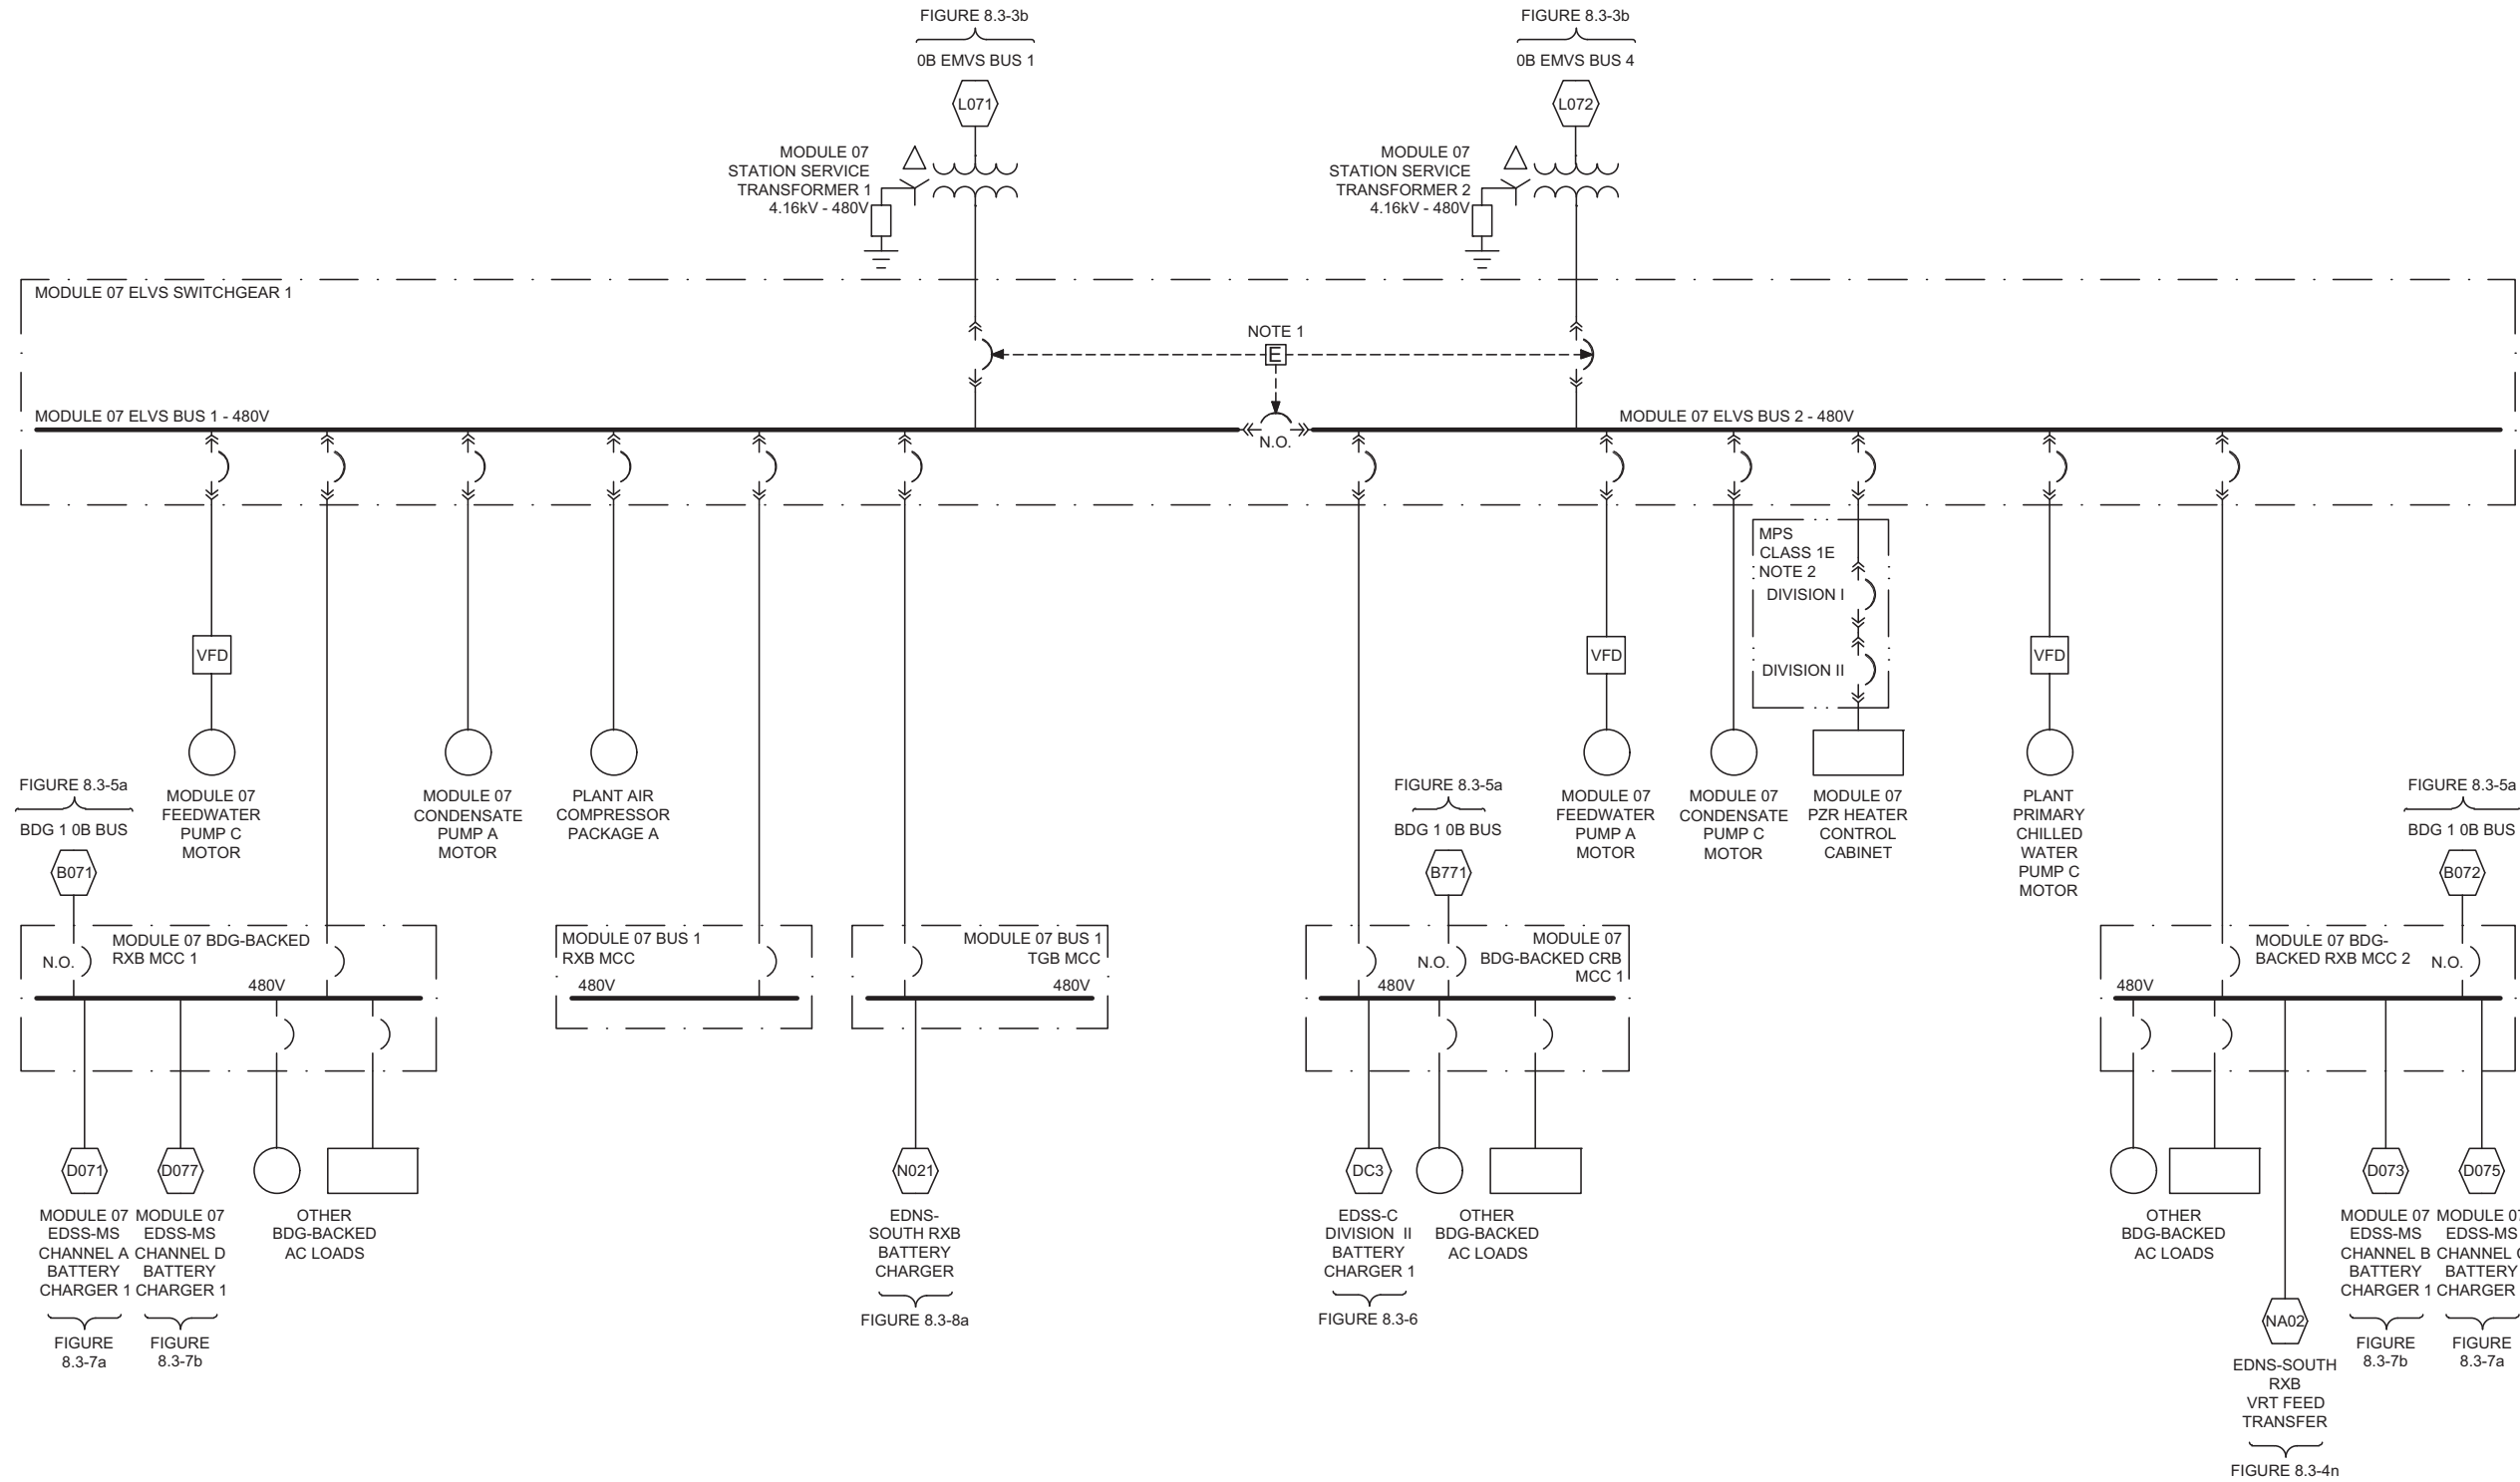 FIGURE 8.3-3b
0B EMVS BUS 1
L071
MODULE 07
STATION SERVICE
TRANSFORMER 1
4.16kV - 480V
FIGURE 8.3-3b
0B EMVS BUS 4
L072
MODULE 07
STATION SERVICE
TRANSFORMER 2
4.16kV - 480V
MODULE 07 ELVS SWITCHGEAR 1
NOTE 1
E
N.O.
MODULE 07 ELVS BUS 1 - 480V
MODULE 07 ELVS BUS 2 - 480V
VFD
MODULE 07
FEEDWATER
PUMP C
MOTOR
MODULE 07
CONDENSATE
PUMP A
MOTOR
PLANT AIR
COMPRESSOR
PACKAGE A
VFD
MODULE 07
FEEDWATER
PUMP A
MOTOR
MODULE 07
CONDENSATE
PUMP C
MOTOR
MPS
CLASS 1E
NOTE 2
DIVISION I
DIVISION II
MODULE 07
PZR HEATER
CONTROL
CABINET
VFD
PLANT
PRIMARY
CHILLED
WATER
PUMP C
MOTOR
FIGURE 8.3-5a
BDG 1 0B BUS
B071
N.O.
MODULE 07 BDG-BACKED
RXB MCC 1
480V
D071
MODULE 07
EDSS-MS
CHANNEL A
BATTERY
CHARGER 1
FIGURE
8.3-7a
D077
MODULE 07
EDSS-MS
CHANNEL D
BATTERY
CHARGER 1
FIGURE
8.3-7b
OTHER
BDG-BACKED
AC LOADS
MODULE 07 BUS 1
RXB MCC
480V
MODULE 07 BUS 1
TGB MCC
480V
N021
EDNS-
SOUTH RXB
BATTERY
CHARGER
FIGURE 8.3-8a
FIGURE 8.3-5a
BDG 1 0B BUS
B771
N.O.
MODULE 07
BDG-BACKED CRB
MCC 1
480V
DC3
EDSS-C
DIVISION II
BATTERY
CHARGER 1
FIGURE 8.3-6
OTHER
BDG-BACKED
AC LOADS
FIGURE 8.3-5a
BDG 1 0B BUS
B072
MODULE 07 BDG-
BACKED RXB MCC 2
N.O.
480V
OTHER
BDG-BACKED
AC LOADS
NA02
EDNS-SOUTH
RXB
VRT FEED
TRANSFER
FIGURE 8.3-4n
D073
MODULE 07
EDSS-MS
CHANNEL B
BATTERY
CHARGER 1
FIGURE
8.3-7b
D075
MODULE
EDSS-MS
CHANNEL
BATTERY
CHARGER
FIGURE
8.3-7a